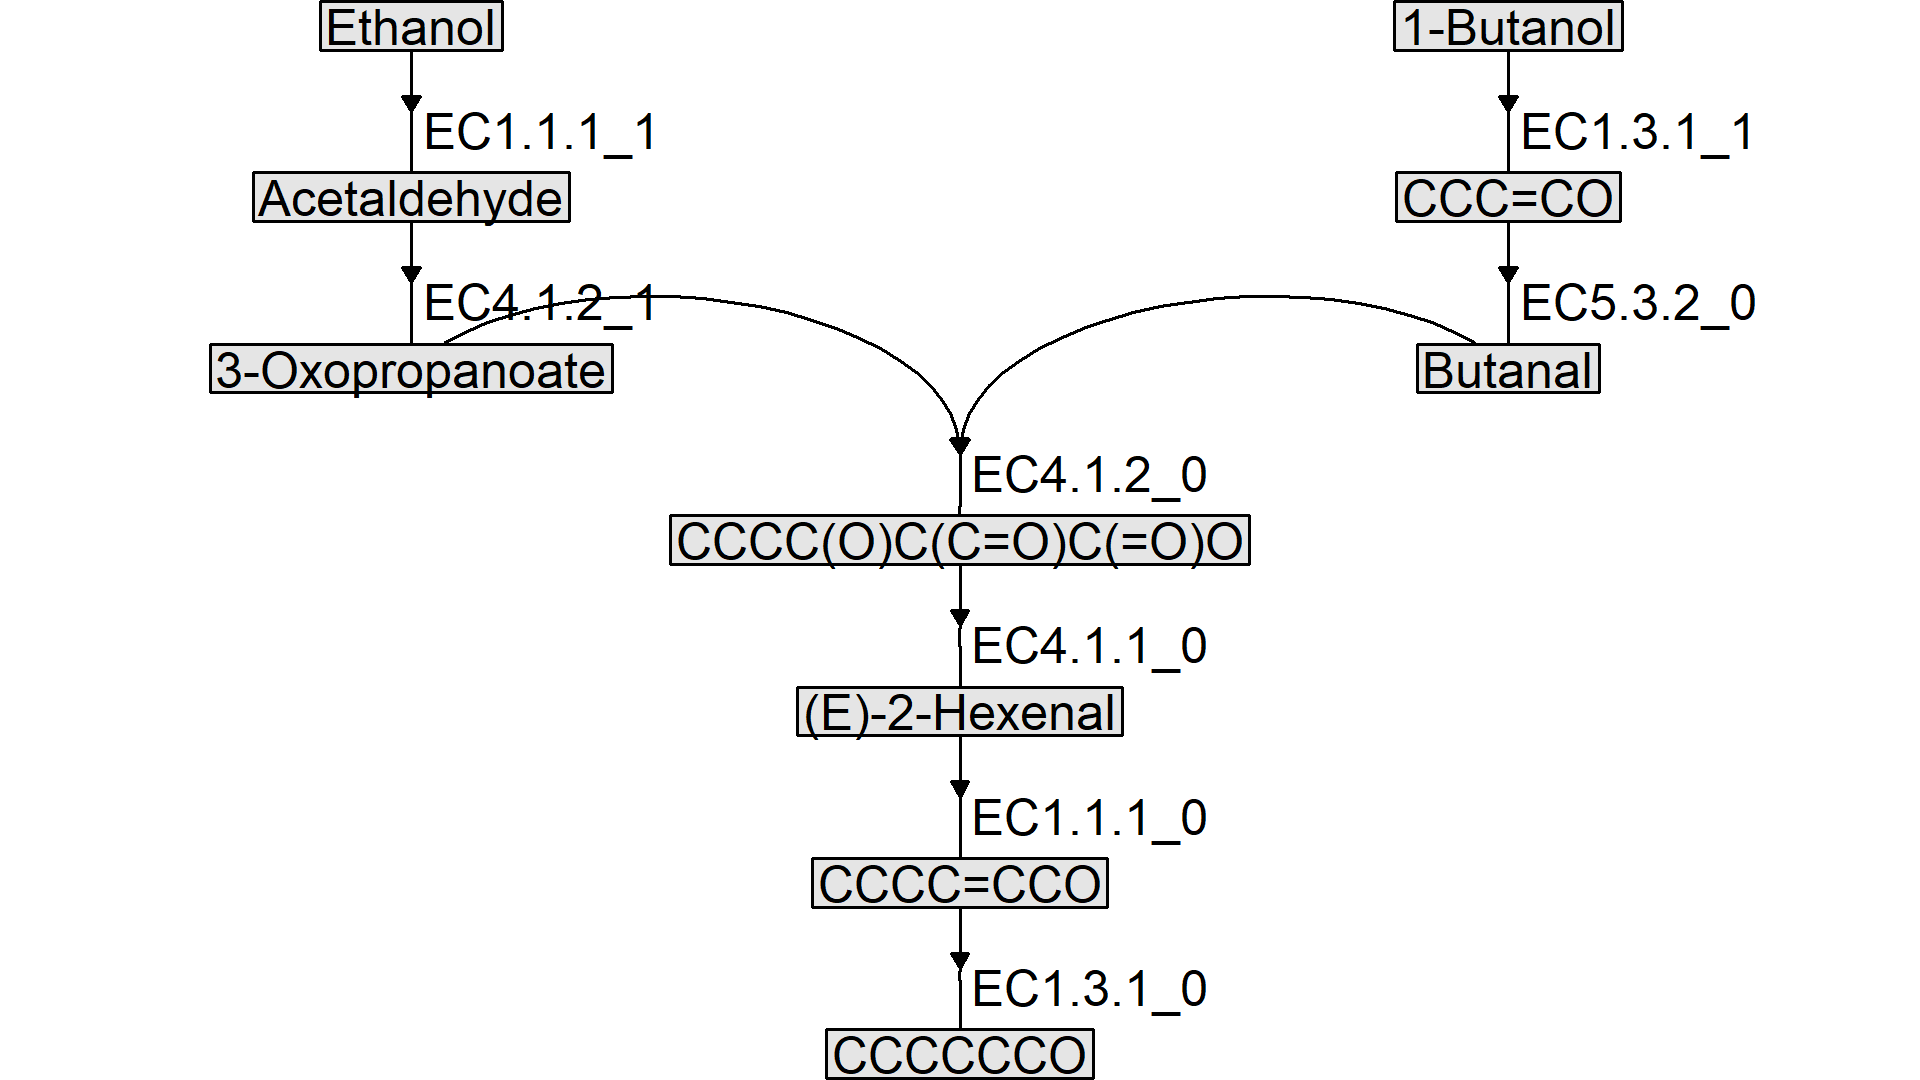 Ethanol
1-Butanol
EC1.1.1_1
EC1.3.1_1
Acetaldehyde
CCC=CO
EC4.1.2_1
EC5.3.2_0
3-Oxopropanoate
Butanal
EC4.1.2_0
CCCC(O)C(C=O)C(=O)O
EC4.1.1_0
(E)-2-Hexenal
EC1.1.1_0
CCCC=CCO
EC1.3.1_0
CCCCCCO